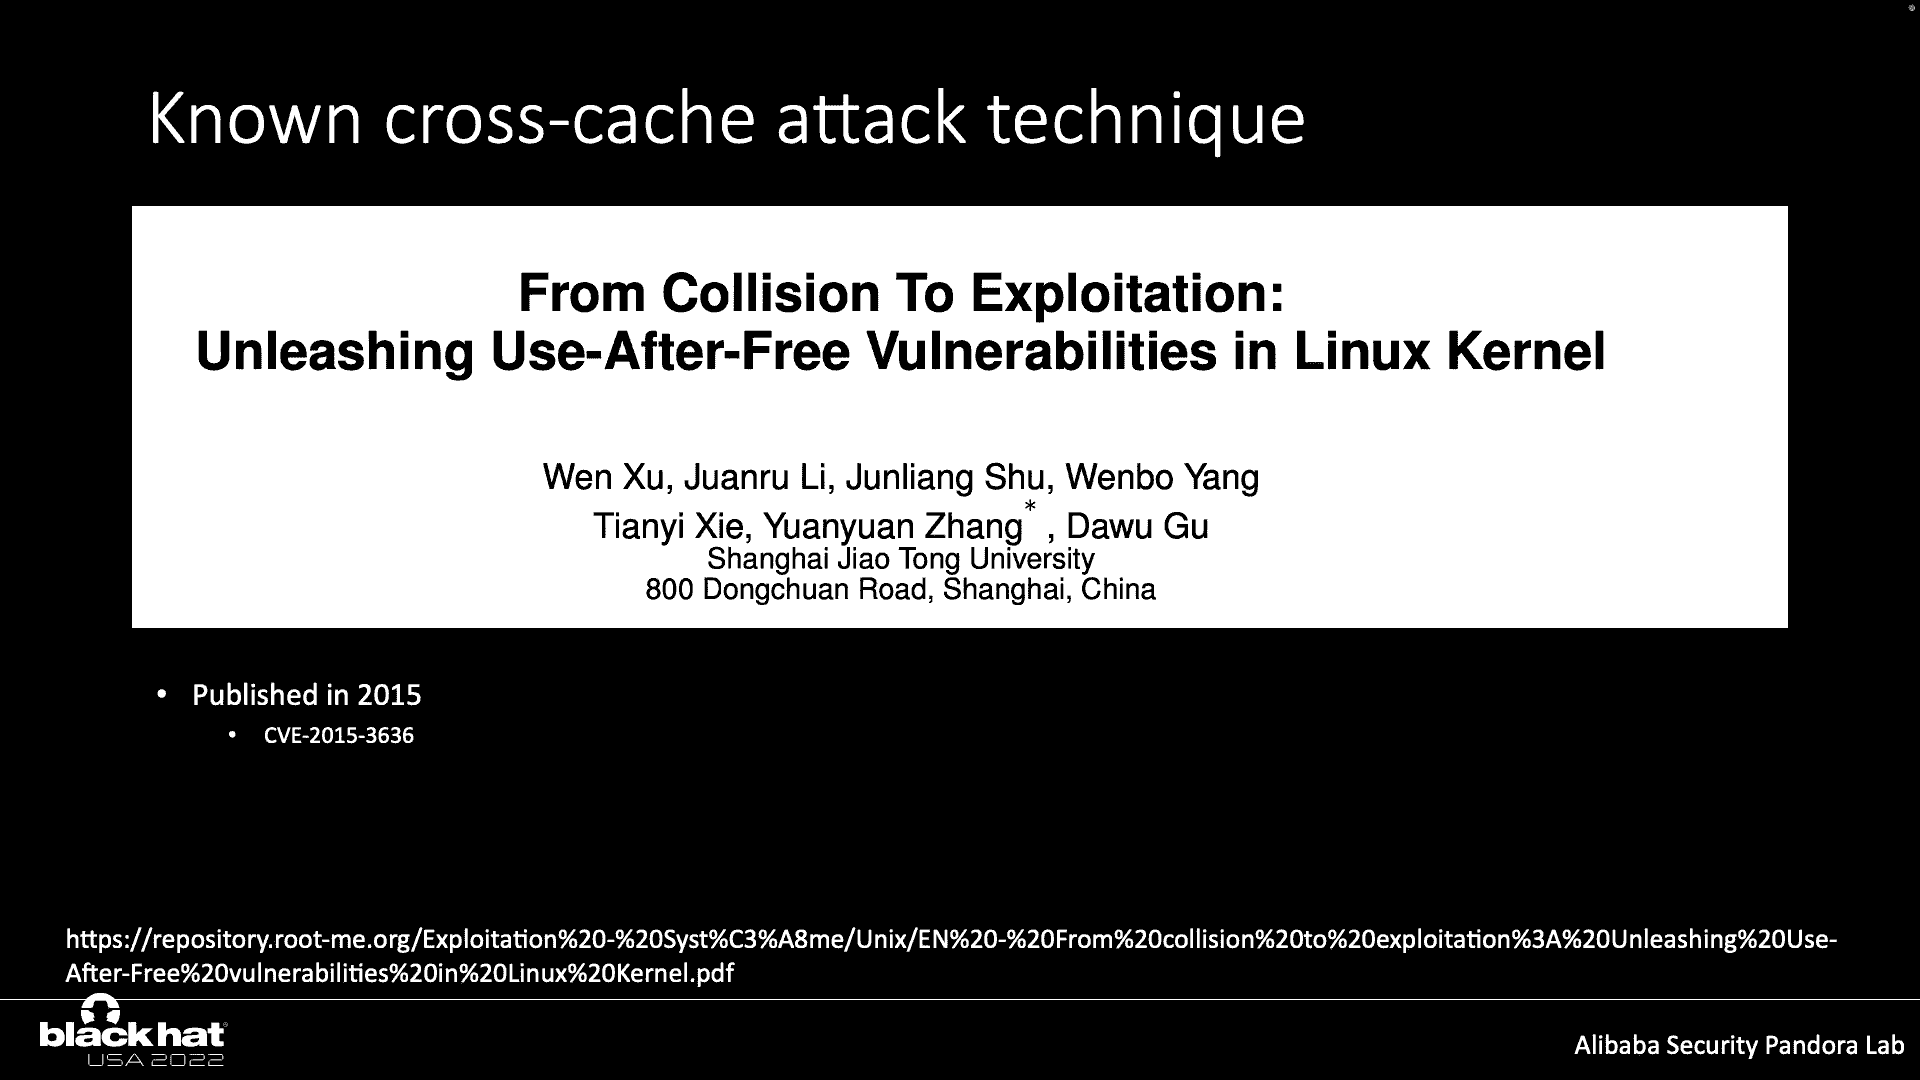 Known cross-cache attack technique
From Collision To Exploitation:
Unleashing Use-After-Free Vulnerabilities in Linux Kernel
Wen Xu, Juanru Li, Junliang Shu, Wenbo Yang
Tianyi Xie, Yuanyuan Zhang* , Dawu Gu
Shanghai Jiao Tong University
800 Dongchuan Road, Shanghai, China
• Published in 2015
• CVE-2015-3636
https://repository.root-me.org/Exploitation%20-%20Syst%C3%A8me/Unix/EN%20-%20From%20collision%20to%20exploitation%3A%20Unleashing%20Use-
After-Free%20vulnerabilities%20in%20Linux%20Kernel.pdf
black hat
USA 2022
Alibaba Security Pandora Lab